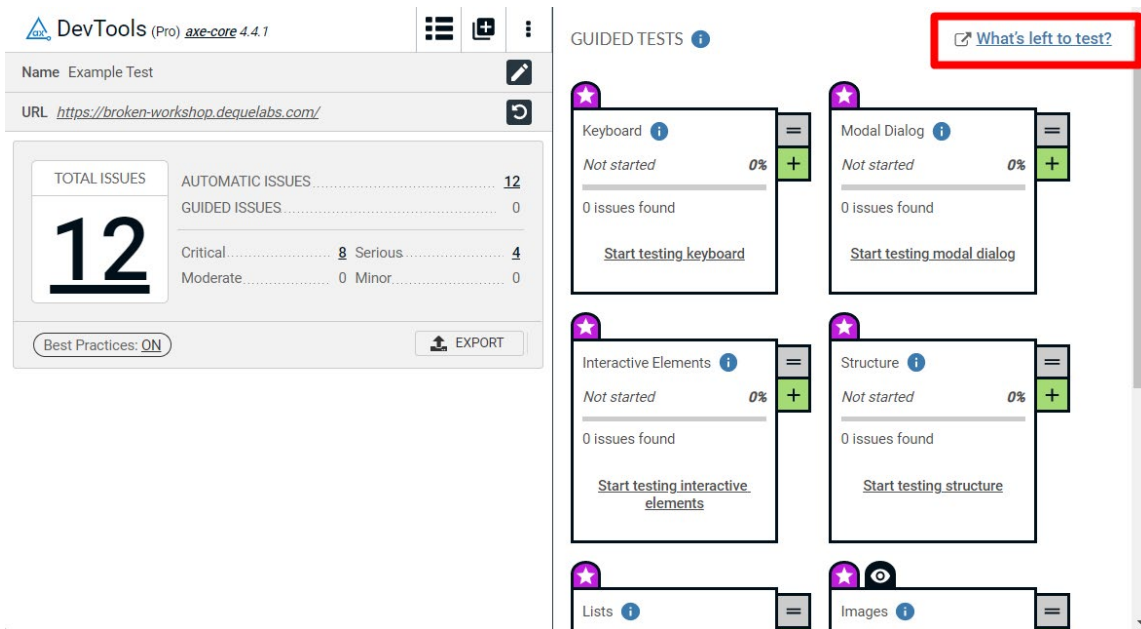 DevTools (Pro) axe-core 4.4.1
Name Example Test
URL https://broken-workshop.dequelabs.com/
TOTAL ISSUES
12
AUTOMATIC ISSUES 12
GUIDED ISSUES 0
Critical 8 Serious 4
Moderate 0 Minor 0
Best Practices: ON
EXPORT
GUIDED TESTS
What's left to test?
Keyboard
Not started 0%
0 issues found
Start testing keyboard
Modal Dialog
Not started 0%
0 issues found
Start testing modal dialog
Interactive Elements
Not started 0%
0 issues found
Start testing interactive
elements
Structure
Not started 0%
0 issues found
Start testing structure
Lists
Images